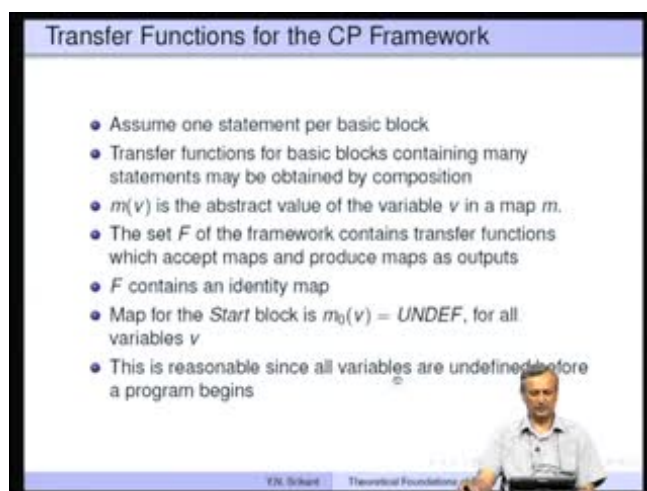 Transfer Functions for the CP Framework
Assume one statement per basic block
Transfer functions for basic blocks containing many
statements may be obtained by composition
m(v) is the abstract value of the variable v in a map m.
The set F of the framework contains transfer functions
which accept maps and produce maps as outputs
F contains an identity map
Map for the Start block is m₀(v) = UNDEF, for all
variables v
This is reasonable since all variables are undefined before
a program begins
Y.N. Srikant Theoretical Foundations